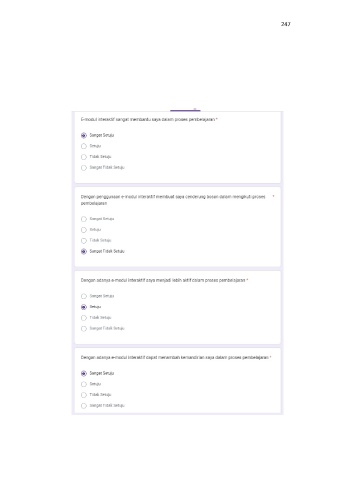 247
E-modul interaktif sangat membantu saya dalam proses pembelajaran *
Sangat Setuju
Setuju
Tidak Setuju
Sangat Tidak Setuju
Dengan penggunaan e-modul interaktif membuat saya cenderung bosan dalam mengikuti proses *
pembelajaran
Sangat Setuju
Setuju
Tidak Setuju
Sangat Tidak Setuju
Dengan adanya e-modul interaktif saya menjadi lebih aktif dalam proses pembelajaran *
Sangat Setuju
Setuju
Tidak Setuju
Sangat Tidak Setuju
Dengan adanya e-modul interaktif dapat menambah kemandirian saya dalam proses pembelajaran *
Sangat Setuju
Setuju
Tidak Setuju
Sangat Tidak Setuju